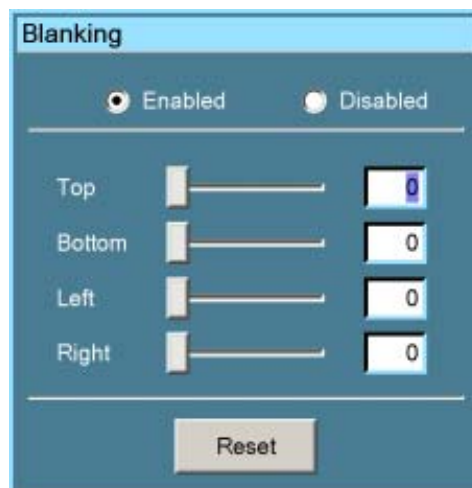 Blanking
Enabled Disabled
Top 0
Bottom 0
Left 0
Right 0
Reset